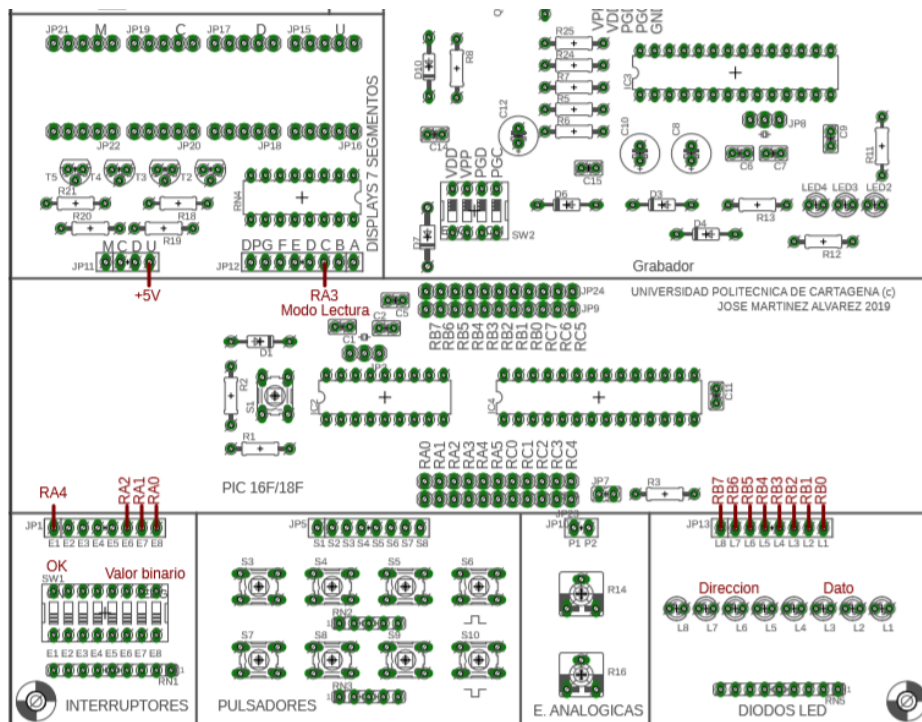 JP21 M JP19 C JP17 D JP15 U
JP22 JP20 JP18 JP16
T5 T4 T3 T2
R21
R20 R18
R19
RN4
DISPLAYS 7 SEGMENTOS
M C D U
JP11
DPG F E D C B A
JP12
+5V
RA3
Modo Lectura
D10
R8
R25
R24
R7
R5
R6
VPP
VDD
PGD
PGC
GND
IC3
C12
C14
C10
C8
C15
JP8
C6 C7
C9
R11
VDD
VPP
PGD
PGC
SW2
D7
D6 D3
D4
R13
LED4 LED3 LED2
R12
Grabador
JP24
JP9
RB7
RB6
RB5
RB4
RB3
RB2
RB1
RB0
RC7
RC6
RC5
UNIVERSIDAD POLITECNICA DE CARTAGENA (c)
JOSE MARTINEZ ALVAREZ 2019
C5
C2
C1
D1
R2
S1
IC2
IC4
C11
R1
PIC 16F/18F
RA0
RA1
RA2
RA3
RA4
RA5
RC0
RC1
RC2
RC3
RC4
JP7
R3
RA4
RA2
RA1
RA0
JP1
E1 E2 E3 E4 E5 E6 E7 E8
OK Valor binario
SW1
E1 E2 E3 E4 E5 E6 E7 E8
RN1
1
INTERRUPTORES
JP5
S1 S2 S3 S4 S5 S6 S7 S8
S3 S4 S5 S6
RN2
1
S7 S8 S9 S10
RN3
1
PULSADORES
P1 P2
R14
R16
E. ANALOGICAS
RB7
RB6
RB5
RB4
RB3
RB2
RB1
RB0
JP13
L8 L7 L6 L5 L4 L3 L2 L1
Direccion Dato
L8 L7 L6 L5 L4 L3 L2 L1
RN5
1
DIODOS LED